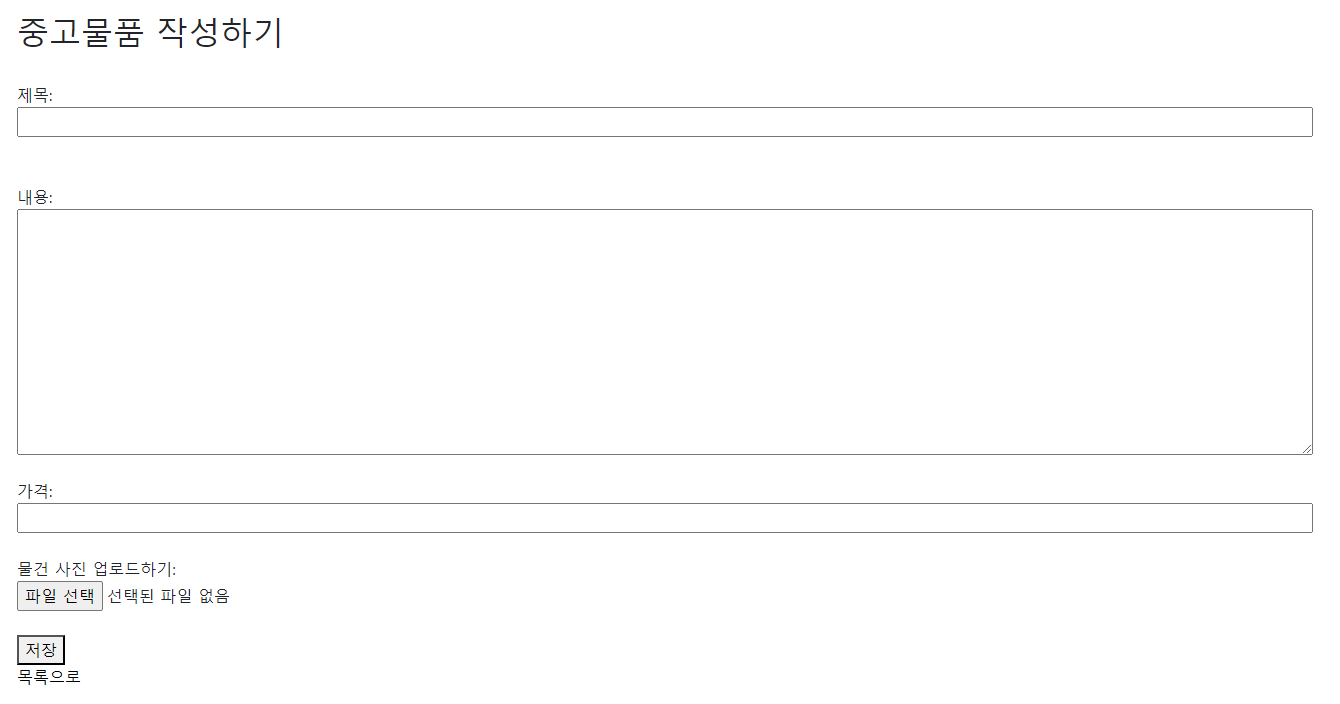 중고물품 작성하기
제목:
내용:
가격:
물건 사진 업로드하기:
파일 선택 선택된 파일 없음
저장
목록으로